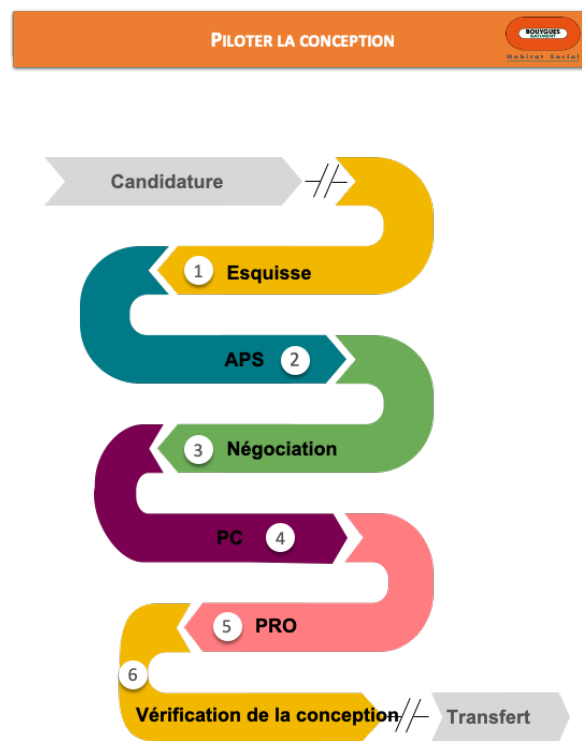 PILOTER LA CONCEPTION
BOUYGUES
BATIMENT
Habitat Social
Candidature
1 Esquisse
APS 2
3 Négociation
PC 4
5 PRO
6
Vérification de la conception
Transfert